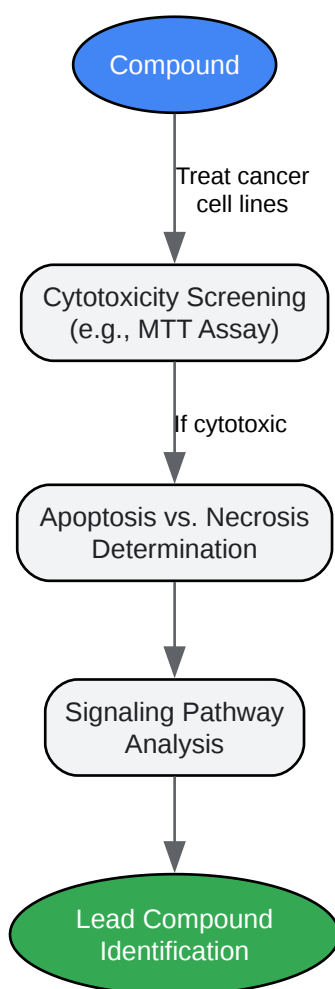 Compound
Treat cancer
cell lines
Cytotoxicity Screening
(e.g., MTT Assay)
If cytotoxic
Apoptosis vs. Necrosis
Determination
Signaling Pathway
Analysis
Lead Compound
Identification